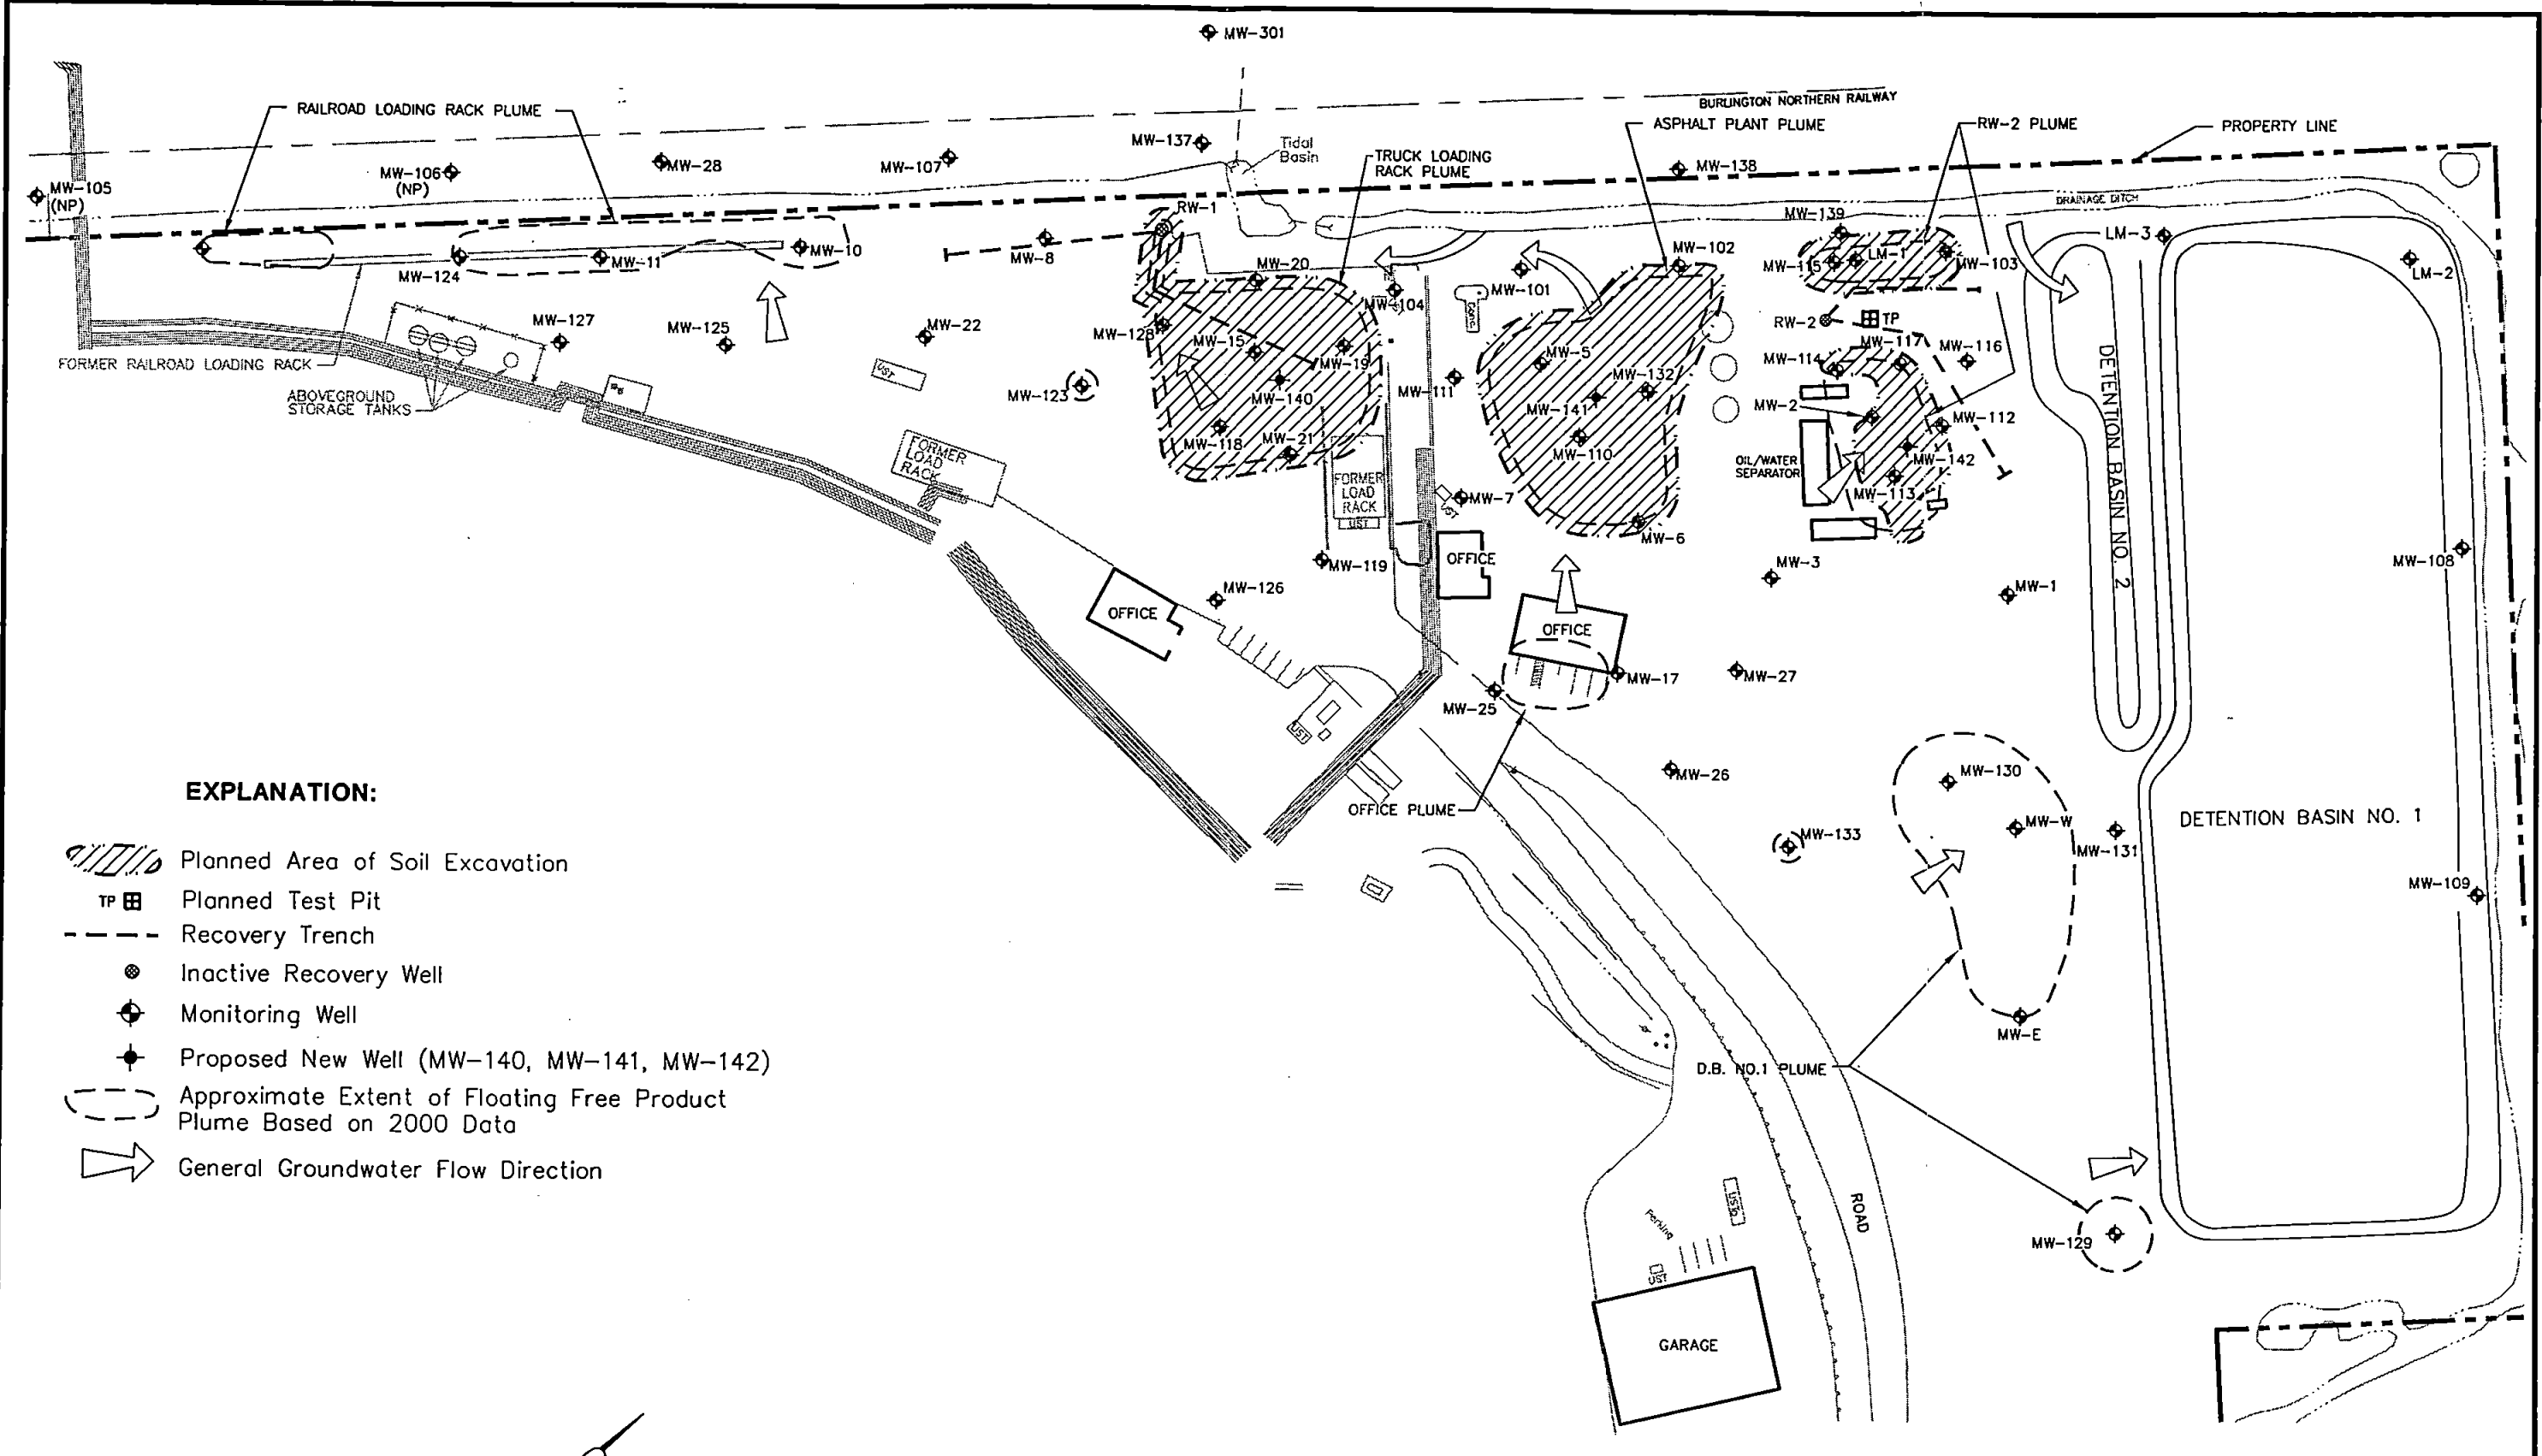 MW-301
BURLINGTON NORTHERN RAILWAY
RAILROAD LOADING RACK PLUME
ASPHALT PLANT PLUME
RW-2 PLUME
PROPERTY LINE
MW-137
Tidal
Basin
TRUCK LOADING
RACK PLUME
MW-138
MW-105
(NP)
MW-106
(NP)
MW-28
MW-107
DRAINAGE DITCH
RW-1
MW-139
LM-3
MW-124
MW-11
MW-10
MW-8
MW-20
MW-104
MW-101
MW-102
MW-115
LM-1
MW-103
LM-2
MW-127
MW-125
MW-22
MW-128
MW-15
MW-19
MW-5
RW-2
TP
MW-117
MW-114
MW-116
FORMER RAILROAD LOADING RACK
ABOVEGROUND
STORAGE TANKS
UST
MW-123
MW-140
MW-111
MW-132
MW-141
MW-2
MW-112
MW-118
MW-21
MW-110
MW-142
MW-113
OIL/WATER
SEPARATOR
FORMER
LOAD
RACK
FORMER
LOAD
RACK
UST
MW-7
UST
MW-6
DETENTION BASIN NO. 2
OFFICE
MW-119
MW-126
OFFICE
OFFICE
MW-3
MW-1
MW-108
MW-17
MW-27
MW-25
UST
MW-26
OFFICE PLUME
MW-130
MW-W
MW-131
MW-133
DETENTION BASIN NO. 1
MW-109
MW-E
D.B. NO.1 PLUME
MW-129
ROAD
Parking
UST
GARAGE
EXPLANATION:
Planned Area of Soil Excavation
TP Planned Test Pit
Recovery Trench
Inactive Recovery Well
Monitoring Well
Proposed New Well (MW-140, MW-141, MW-142)
Approximate Extent of Floating Free Product
Plume Based on 2000 Data
General Groundwater Flow Direction